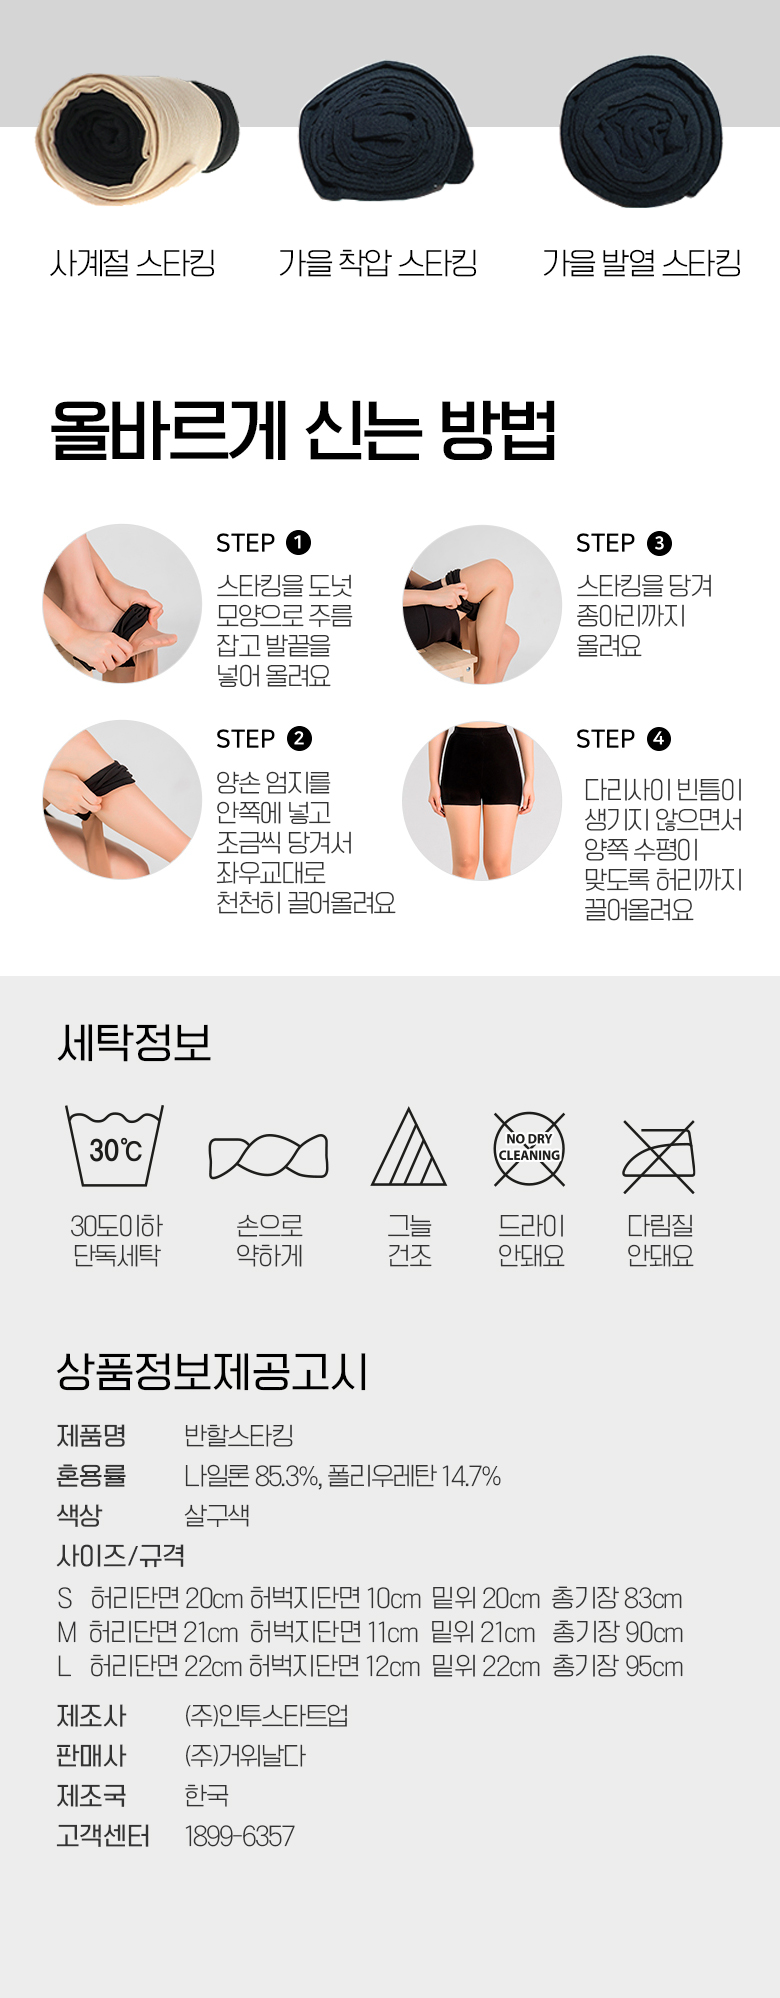 사계절 스타킹
가을 착압 스타킹
가을 발열 스타킹
올바르게 신는 방법
STEP 1
스타킹을 도넛
모양으로 주름
잡고 발끝을
넣어 올려요
STEP 2
양손 엄지를
안쪽에 넣고
조금씩 당겨서
좌우교대로
천천히 끌어올려요
STEP 3
스타킹을 당겨
종아리까지
올려요
STEP 4
다리사이 빈틈이
생기지 않으면서
양쪽 수평이
맞도록 허리까지
끌어올려요
세탁정보
30℃
30도이하
단독세탁
손으로
약하게
그늘
건조
NO DRY
CLEANING
드라이
안돼요
다림질
안돼요
상품정보제공고시
제품명 반할스타킹
혼용률 나일론 85.3%, 폴리우레탄 14.7%
색상 살구색
사이즈/규격
S 허리단면 20cm 허벅지단면 10cm 밑위 20cm 총기장 83cm
M 허리단면 21cm 허벅지단면 11cm 밑위 21cm 총기장 90cm
L 허리단면 22cm 허벅지단면 12cm 밑위 22cm 총기장 95cm
제조사 (주)인투스타트업
판매사 (주)거위날다
제조국 한국
고객센터 1899-6357